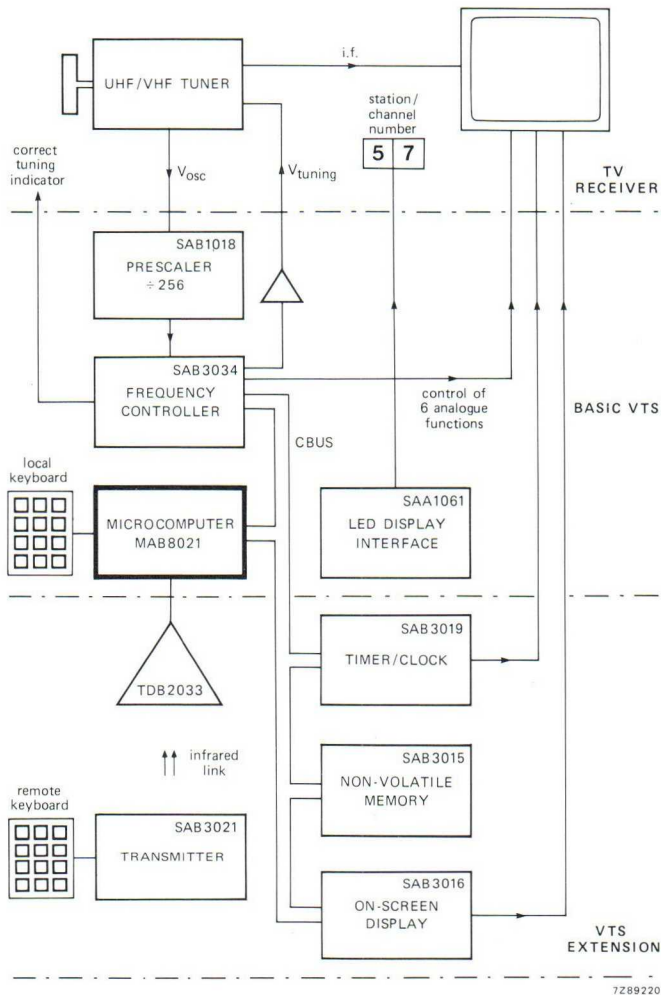 i.f.
UHF/VHF TUNER
station/
channel
number
5 7
correct
tuning
indicator
Vosc
Vtuning
TV
RECEIVER
SAB1018
PRESCALER
÷256
SAB3034
FREQUENCY
CONTROLLER
control of
6 analogue
functions
BASIC VTS
CBUS
local
keyboard
MICROCOMPUTER
MAB8021
SAA1061
LED DISPLAY
INTERFACE
SAB3019
TIMER/CLOCK
TDB2033
infrared
link
SAB3015
NON-VOLATILE
MEMORY
remote
keyboard
SAB3021
TRANSMITTER
SAB3016
ON-SCREEN
DISPLAY
VTS
EXTENSION
7Z89220